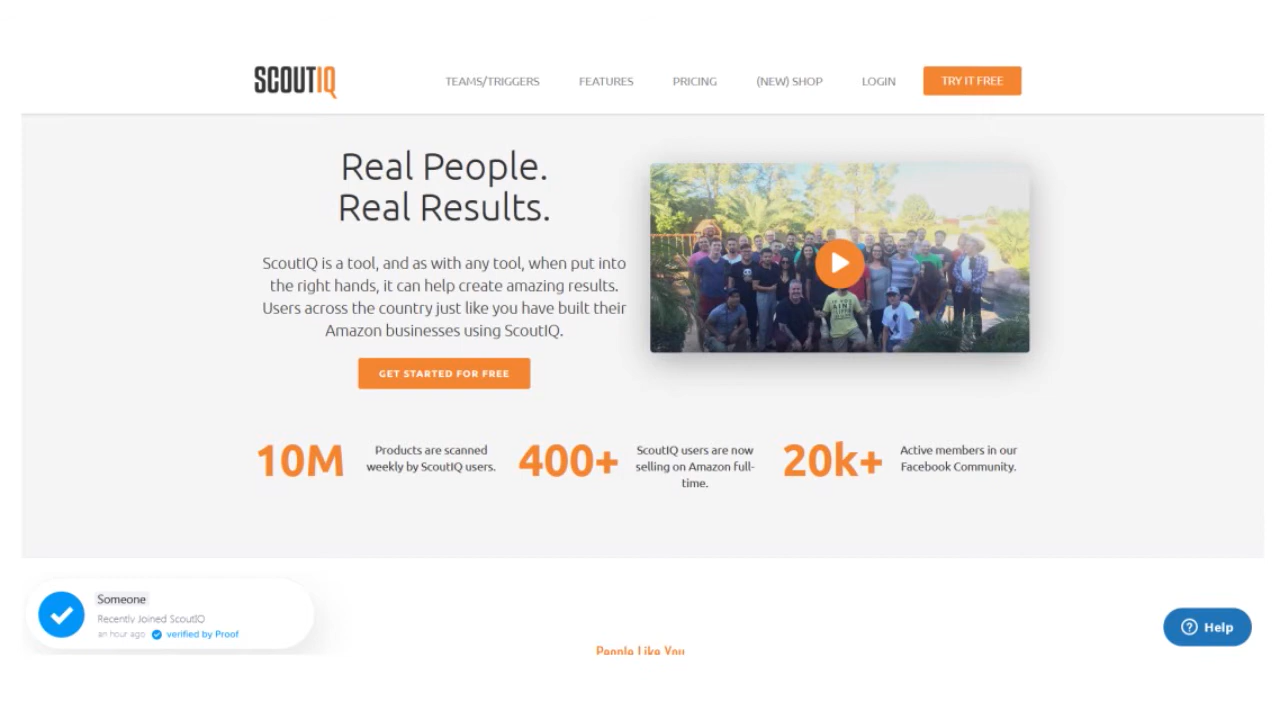 SCOUTIQ
TEAMS/TRIGGERS
FEATURES
PRICING
(NEW) SHOP
LOGIN
TRY IT FREE
Real People.
Real Results.
ScoutIQ is a tool, and as with any tool, when put into
the right hands, it can help create amazing results.
Users across the country just like you have built their
Amazon businesses using ScoutIQ.
GET STARTED FOR FREE
10M
Products are scanned
weekly by ScoutIQ users.
400+
ScoutIQ users are now
selling on Amazon full-
time.
20k+
Active members in our
Facebook Community.
Someone
Recently Joined ScoutIQ
an hour ago verified by Proof
People Like You
Help